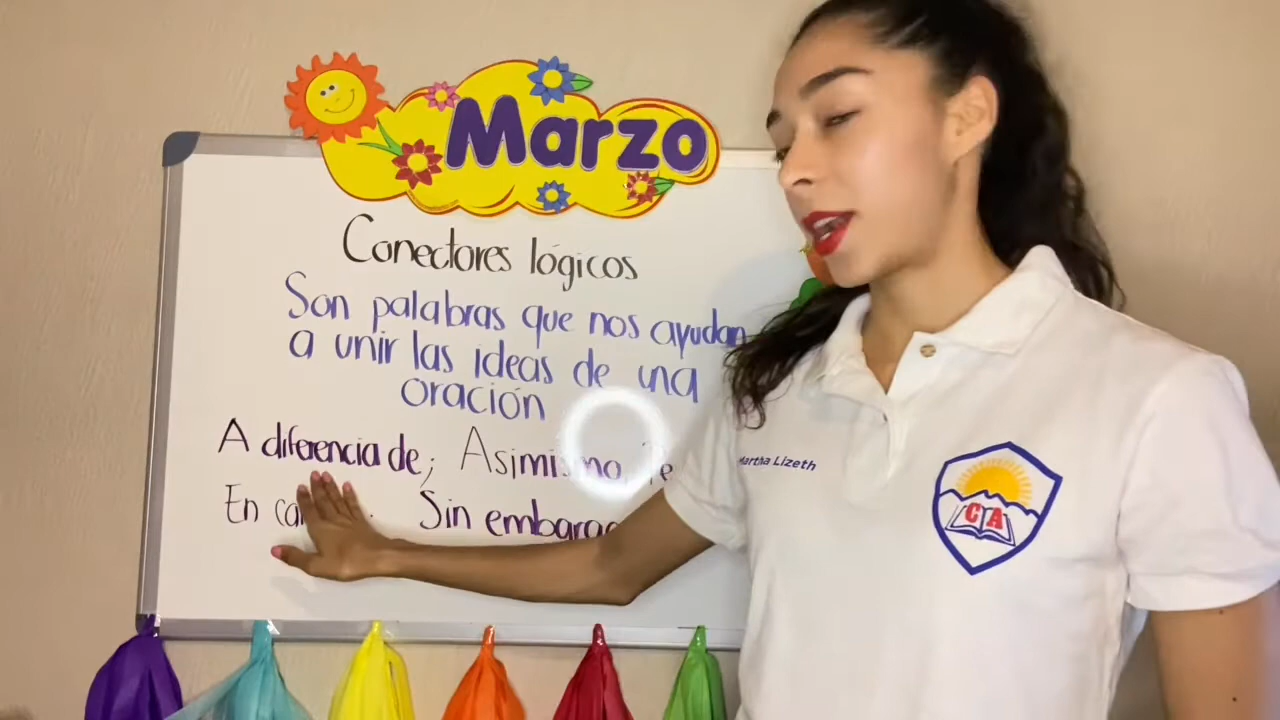 Marzo
Conectores lógicos
Son palabras que nos ayudan
a unir las ideas de una
oración
A diferencia de; Asimismo,
En Sin
Martha Lizeth
CA